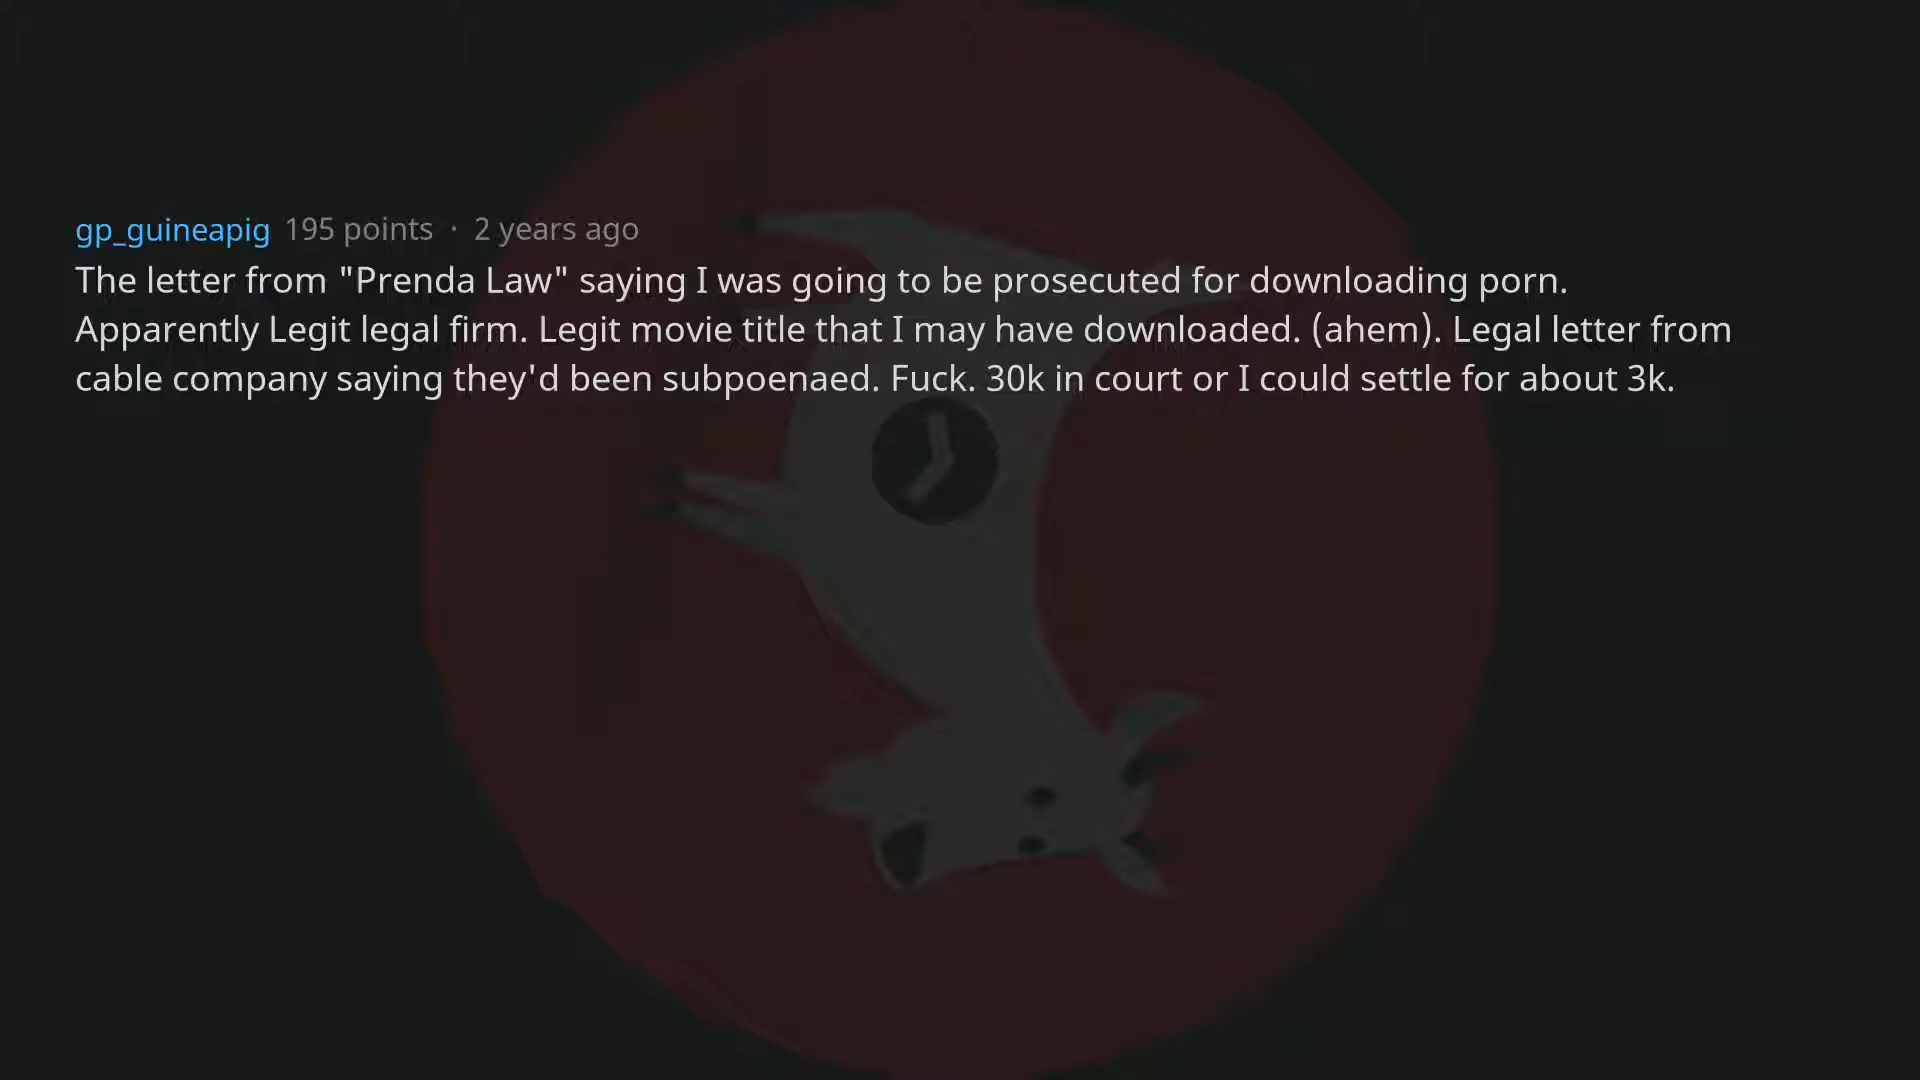 gp_guineapig 195 points · 2 years ago
The letter from "Prenda Law" saying I was going to be prosecuted for downloading porn.
Apparently Legit legal firm. Legit movie title that I may have downloaded. (ahem). Legal letter from
cable company saying they'd been subpoenaed. Fuck. 30k in court or I could settle for about 3k.